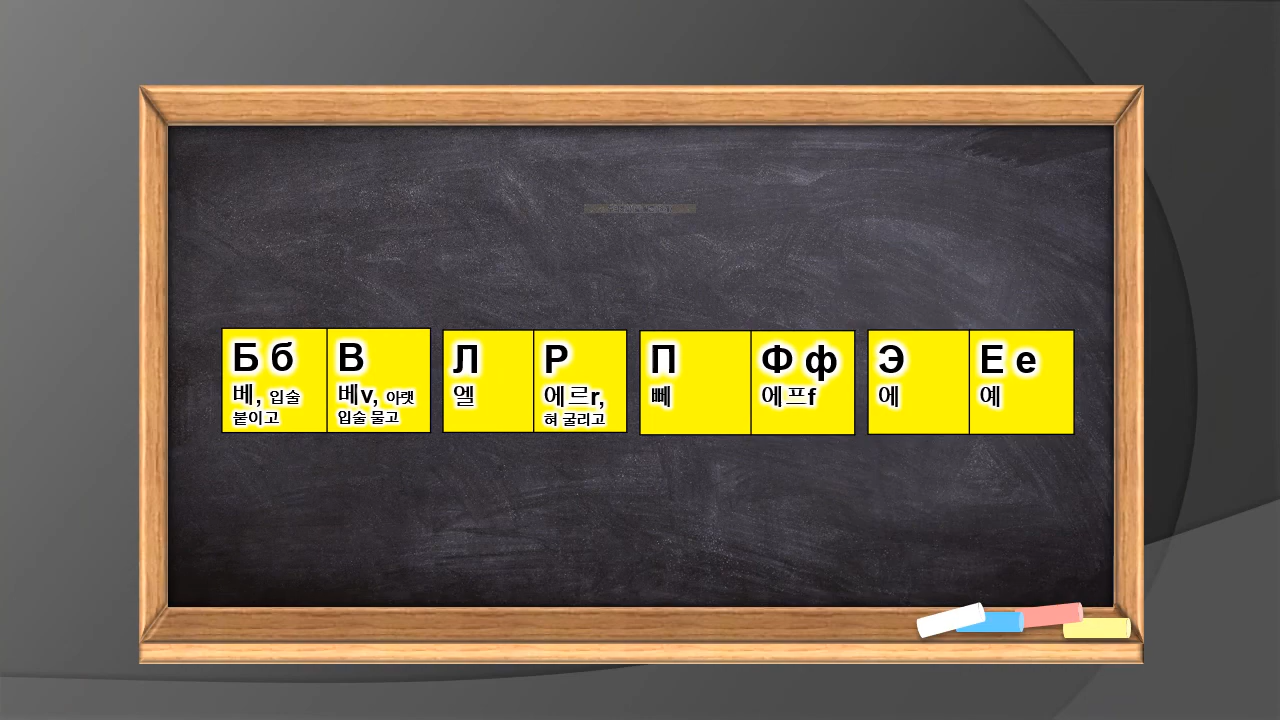 Б б
베, 입술
붙이고
В
베v, 아랫
입술 물고
Л
엘
Р
에르r,
혀 굴리고
П
뻬
Ф ф
에프f
Э
에
Е е
예